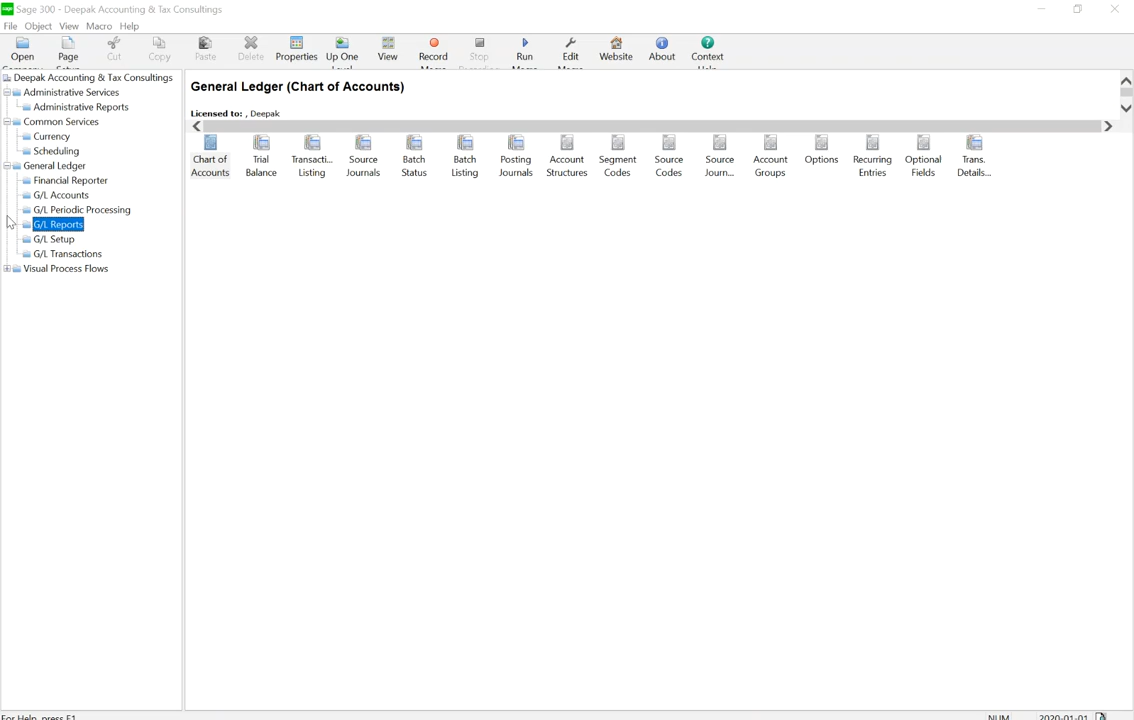 Sage 300 - Deepak Accounting & Tax Consultings
File Object View Macro Help
Open Page Cut Copy Paste Delete Properties Up One View Record Stop Run Edit Website About Context
Deepak Accounting & Tax Consultings
Administrative Services
Administrative Reports
Common Services
Currency
Scheduling
General Ledger
Financial Reporter
G/L Accounts
G/L Periodic Processing
G/L Reports
G/L Setup
G/L Transactions
Visual Process Flows
General Ledger (Chart of Accounts)
Licensed to: , Deepak
Chart of Trial Transacti... Source Batch Batch Posting Account Segment Source Source Account Options Recurring Optional Trans.
Accounts Balance Listing Journals Status Listing Journals Structures Codes Codes Journ... Groups Entries Fields Details...
For Help, press F1
NUM 2020-01-01